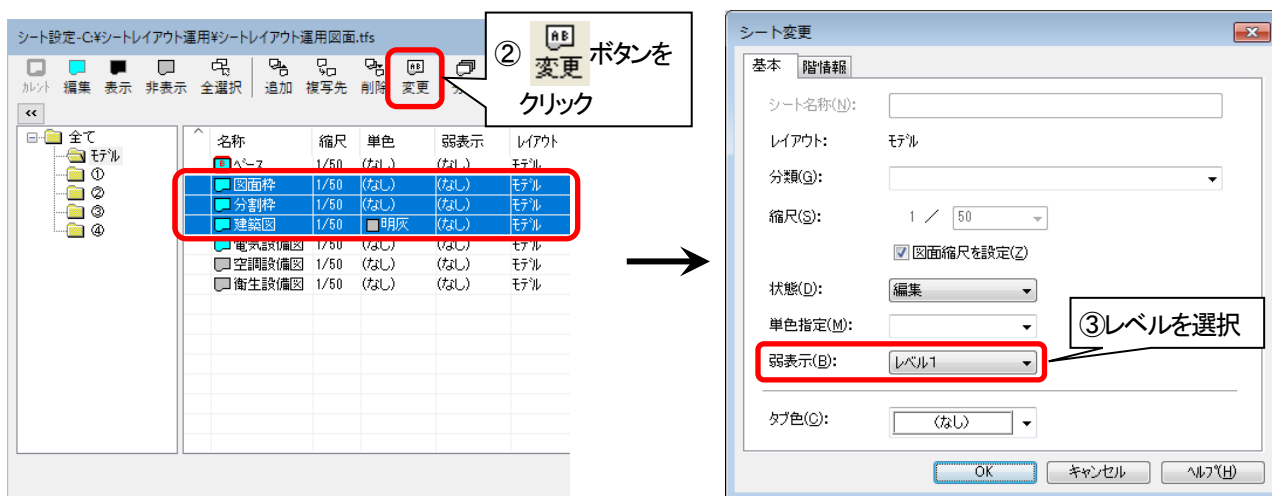 シート設定-C:¥シートレイアウト運用¥シートレイアウト運用図面.tfs
カレント 編集 表示 非表示 全選択 追加 複写先 削除 変更
②
変更
ボタンを
クリック
<<
全て
モデル
①
②
③
④
名称 縮尺 単色 弱表示 レイアウト
ベース 1/50 (なし) (なし) モデル
図面枠 1/50 (なし) (なし) モデル
分割枠 1/50 (なし) (なし) モデル
建築図 1/50 明灰 (なし) モデル
電気設備図 1/50 (なし) (なし) モデル
空調設備図 1/50 (なし) (なし) モデル
衛生設備図 1/50 (なし) (なし) モデル
シート変更
基本 階情報
シート名称(N):
レイアウト: モデル
分類(G):
縮尺(S): 1 / 50
図面縮尺を設定(Z)
状態(D): 編集
単色指定(M):
③レベルを選択
弱表示(B): レベル1
タブ色(C): (なし)
OK キャンセル ヘルプ(H)